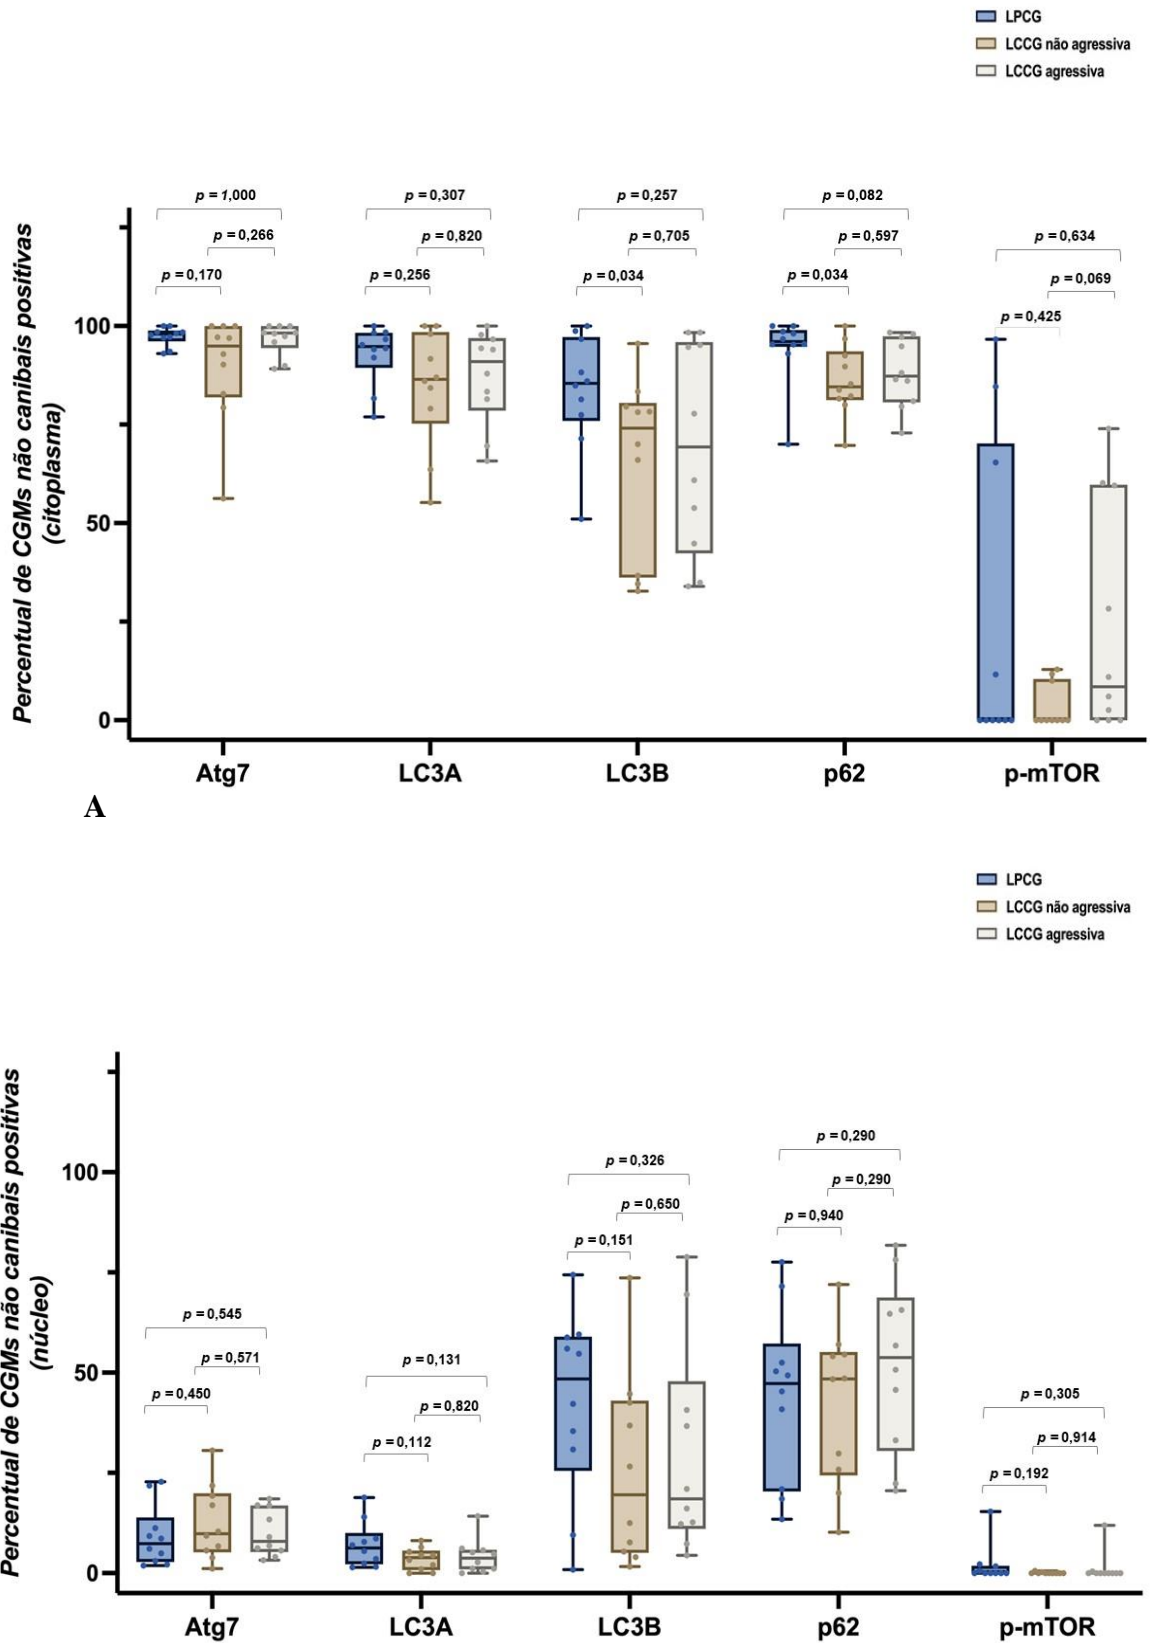 LPCG
LCCG não agressiva
LCCG agressiva
p = 1,000
p = 0,307
p = 0,257
p = 0,082
p = 0,266
p = 0,820
p = 0,705
p = 0,597
p = 0,634
p = 0,170
p = 0,256
p = 0,034
p = 0,034
p = 0,069
p = 0,425
Percentual de CGMs não canibais positivas
(citoplasma)
100
50
0
Atg7 LC3A LC3B p62 p-mTOR
A
LPCG
LCCG não agressiva
LCCG agressiva
p = 0,290
p = 0,326
p = 0,290
p = 0,650
p = 0,940
p = 0,151
p = 0,545
p = 0,571
p = 0,131
p = 0,450
p = 0,820
p = 0,112
p = 0,305
p = 0,914
p = 0,192
Percentual de CGMs não canibais positivas
(núcleo)
100
50
0
Atg7 LC3A LC3B p62 p-mTOR